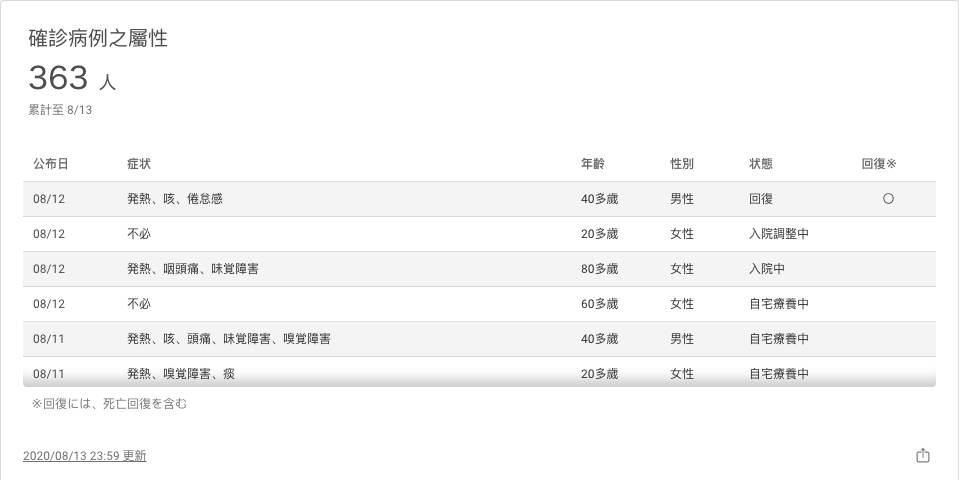 確診病例之屬性
363 人
累計至 8/13
公布日 症状 年齡 性別 状態 回復※
08/12 発熱、咳、倦怠感 40多歲 男性 回復 ○
08/12 不必 20多歲 女性 入院調整中
08/12 発熱、咽頭痛、味覚障害 80多歲 女性 入院中
08/12 不必 60多歲 女性 自宅療養中
08/11 発熱、咳、頭痛、味覚障害、嗅覚障害 40多歲 男性 自宅療養中
08/11 発熱、嗅覚障害、痰 20多歲 女性 自宅療養中
※回復には、死亡回復を含む
2020/08/13 23:59 更新